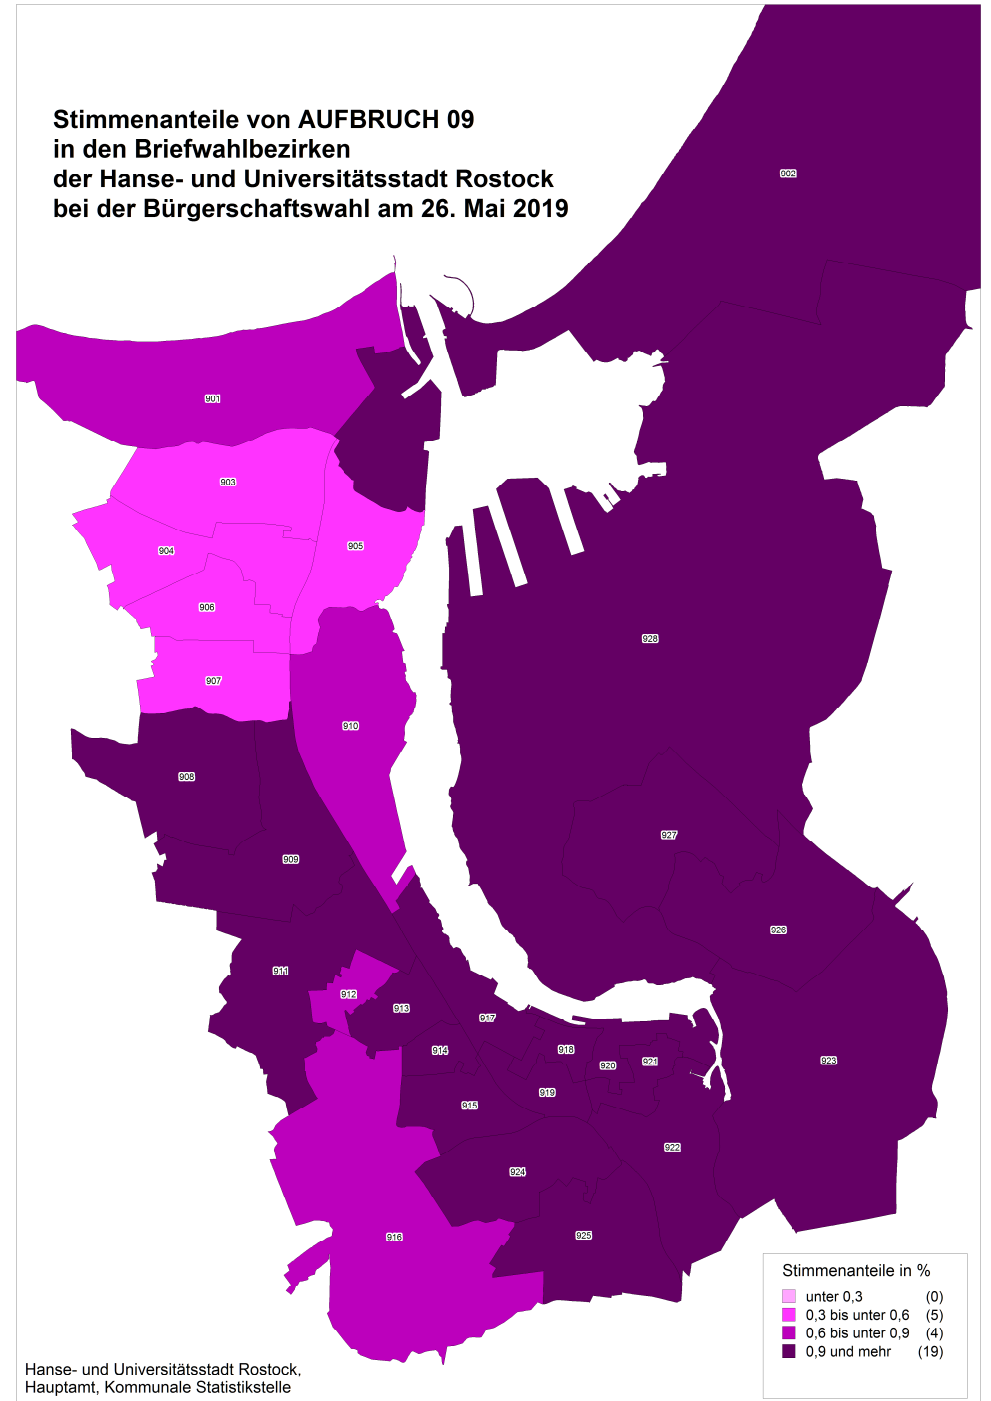 Stimmenanteile von AUFBRUCH 09
in den Briefwahlbezirken
der Hanse- und Universitätsstadt Rostock
bei der Bürgerschaftswahl am 26. Mai 2019
902
901
903
905
904
906
928
907
910
908
927
909
926
911
912
913
917
918
914
921
923
920
919
915
922
924
925
916
Stimmenanteile in %
unter 0,3 (0)
0,3 bis unter 0,6 (5)
0,6 bis unter 0,9 (4)
0,9 und mehr (19)
Hanse- und Universitätsstadt Rostock,
Hauptamt, Kommunale Statistikstelle